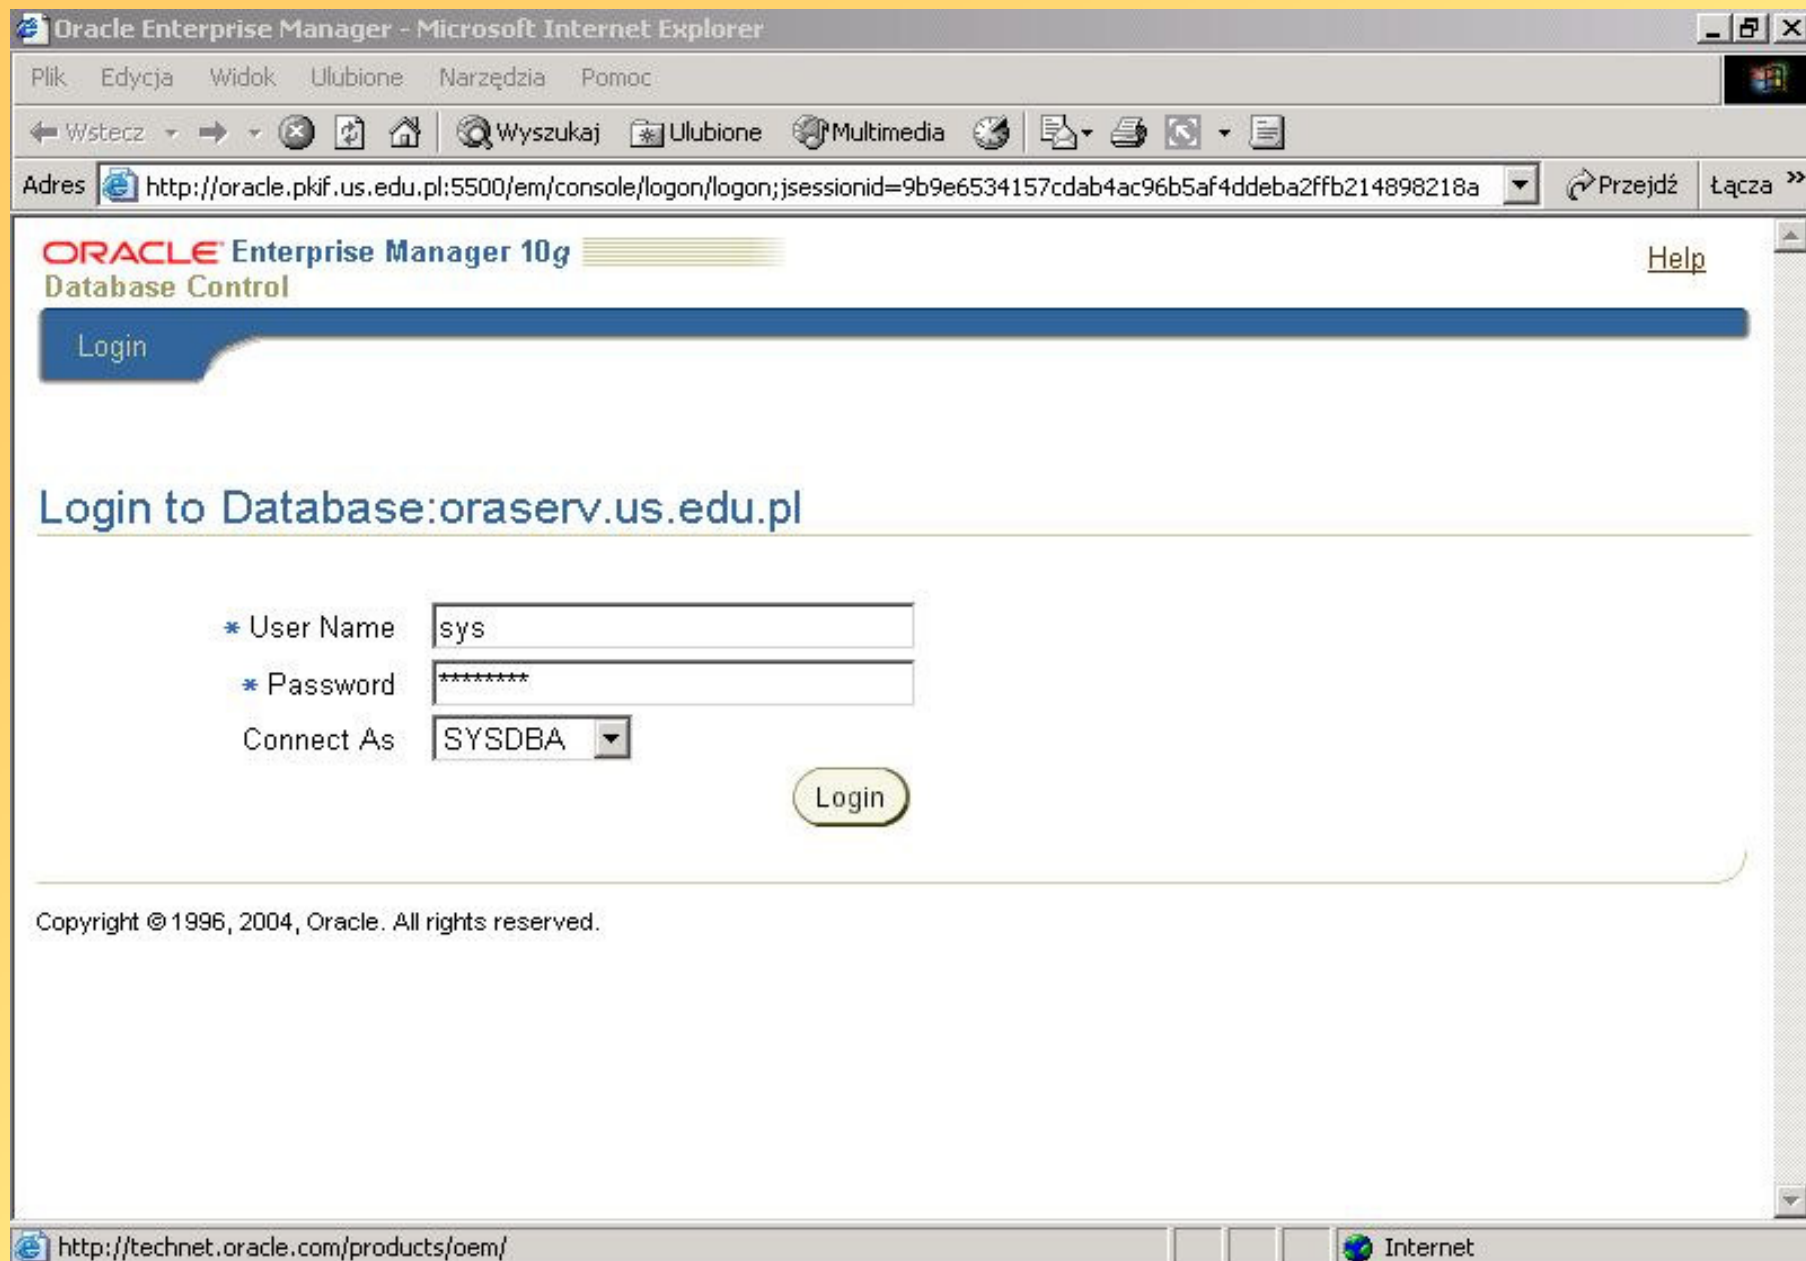 Oracle Enterprise Manager - Microsoft Internet Explorer
Plik Edycja Widok Ulubione Narzędzia Pomoc
Wstecz Wyszukaj Ulubione Multimedia
Adres http://oracle.pkif.us.edu.pl:5500/em/console/logon/logon;jsessionid=9b9e6534157cdab4ac96b5af4ddeba2ffb214898218a Przejdź Łącza »
ORACLE Enterprise Manager 10g Help
Database Control
Login
Login to Database:oraserv.us.edu.pl
* User Name sys
* Password ********
Connect As SYSDBA
Login
Copyright © 1996, 2004, Oracle. All rights reserved.
http://technet.oracle.com/products/oem/ Internet